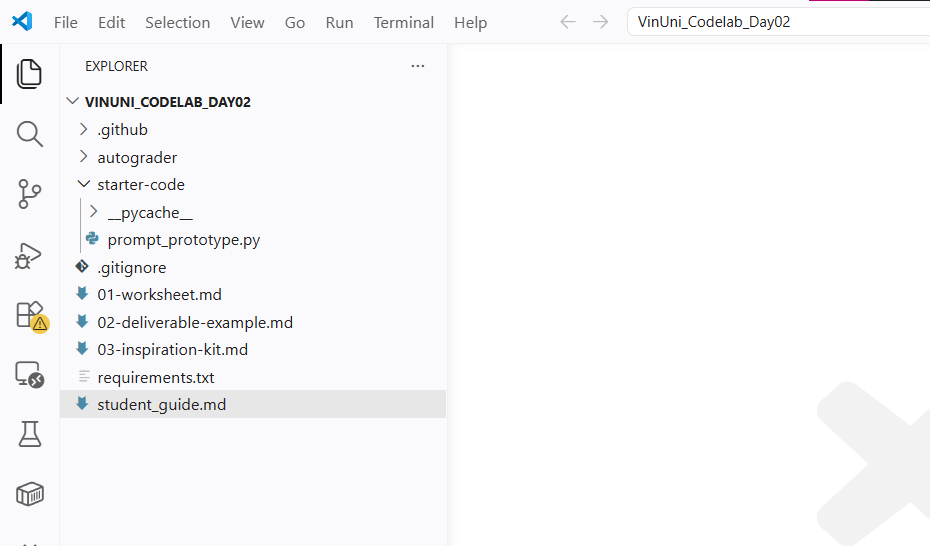 File Edit Selection View Go Run Terminal Help VinUni_Codelab_Day02
EXPLORER
VINUNI_CODELAB_DAY02
.github
autograder
starter-code
__pycache__
prompt_prototype.py
.gitignore
01-worksheet.md
02-deliverable-example.md
03-inspiration-kit.md
requirements.txt
student_guide.md